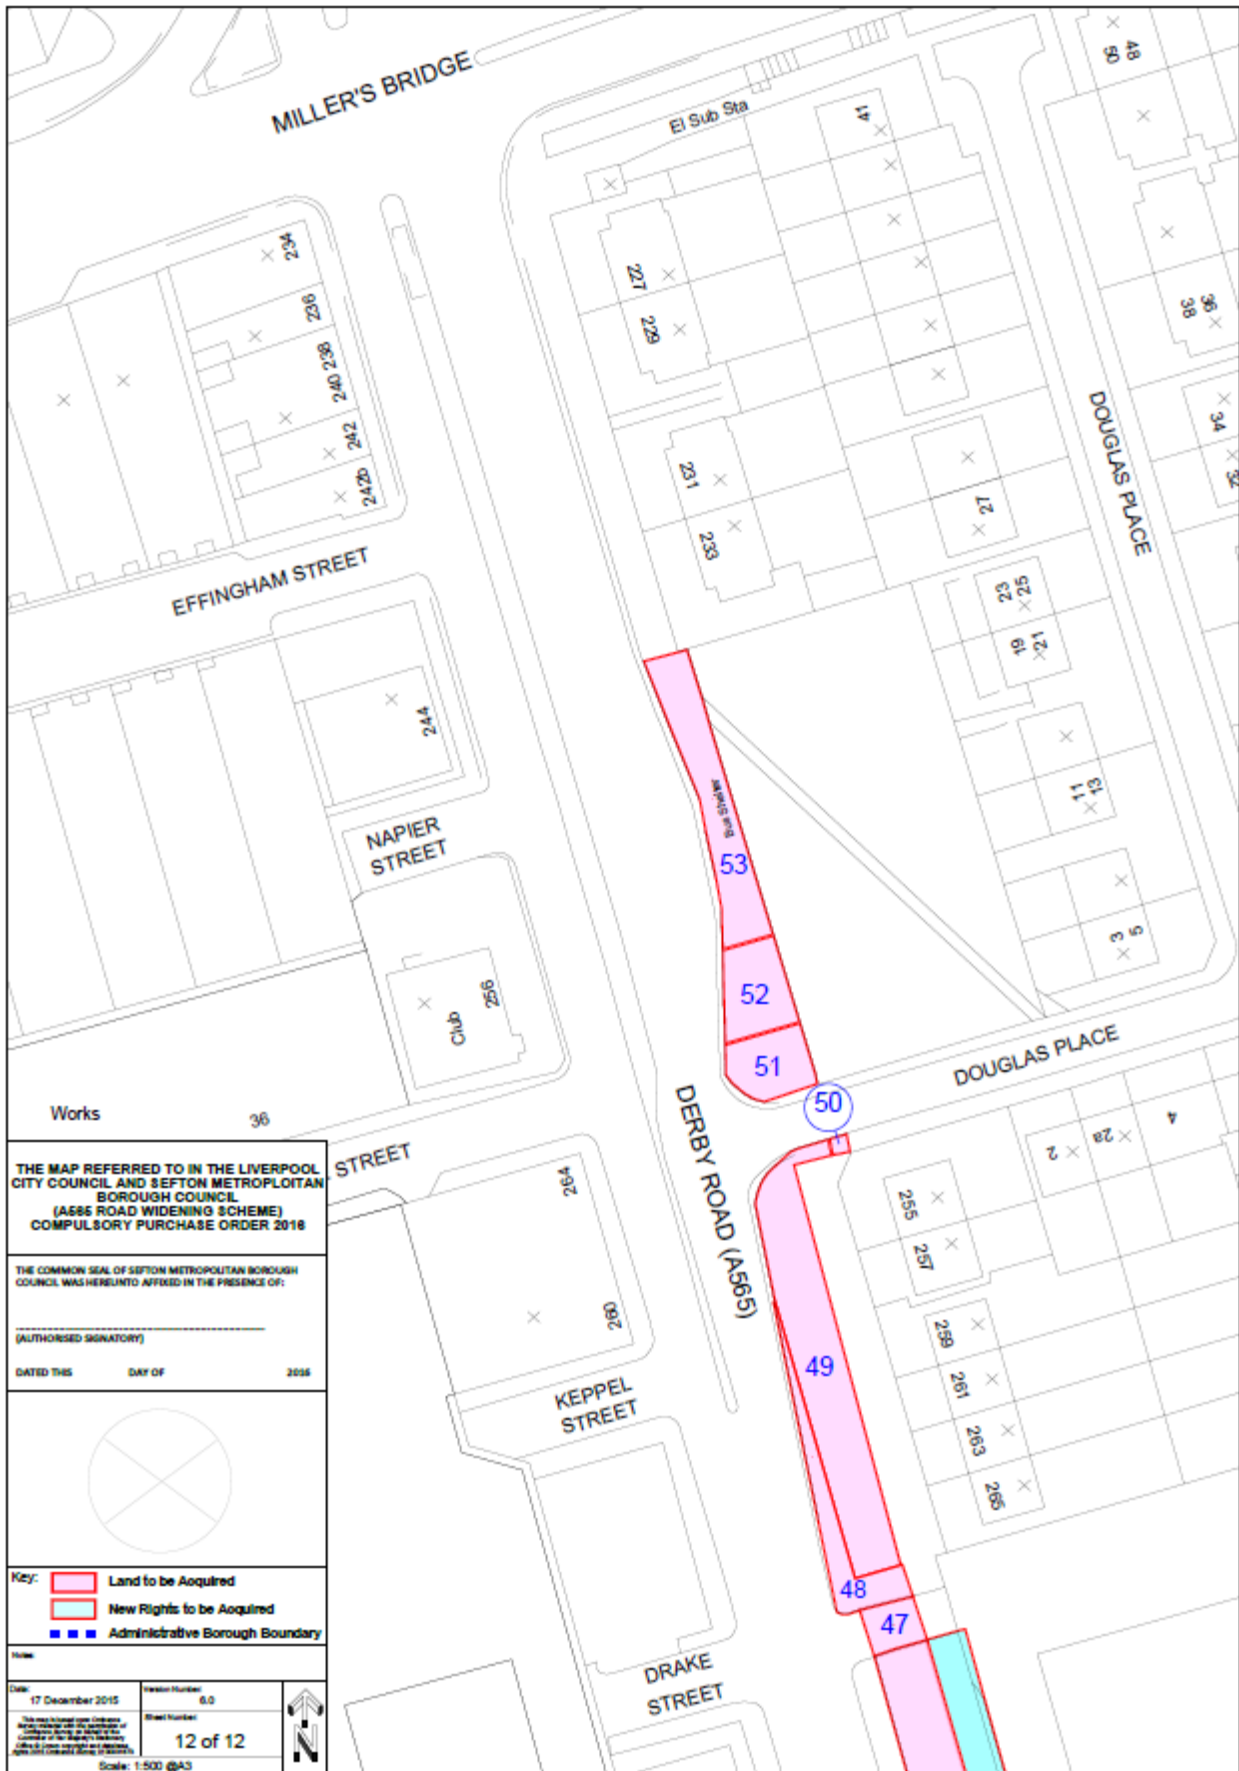 MILLER'S BRIDGE
El Sub Sta
41
48
50
234
236
238
240
242
242b
227
229
231
233
36
38
34
32
DOUGLAS PLACE
27
23
25
19
21
11
13
3
5
EFFINGHAM STREET
244
NAPIER
STREET
Bus Shelter
53
52
51
50
256
Club
DOUGLAS PLACE
2
2a
4
Works
36
STREET
264
260
DERBY ROAD (A565)
255
257
259
261
263
265
49
KEPPEL
STREET
48
47
DRAKE
STREET
THE MAP REFERRED TO IN THE LIVERPOOL
CITY COUNCIL AND SEFTON METROPLOITAN
BOROUGH COUNCIL
(A565 ROAD WIDENING SCHEME)
COMPULSORY PURCHASE ORDER 2016
THE COMMON SEAL OF SEFTON METROPOLITAN BOROUGH
COUNCIL WAS HEREUNTO AFFIXED IN THE PRESENCE OF:
(AUTHORISED SIGNATORY)
DATED THIS DAY OF 2016
Key:
Land to be Acquired
New Rights to be Acquired
Administrative Borough Boundary
Notes:
Date:
17 December 2015
Version Number:
6.0
Sheet Number:
12 of 12
N
Scale: 1:500 @A3